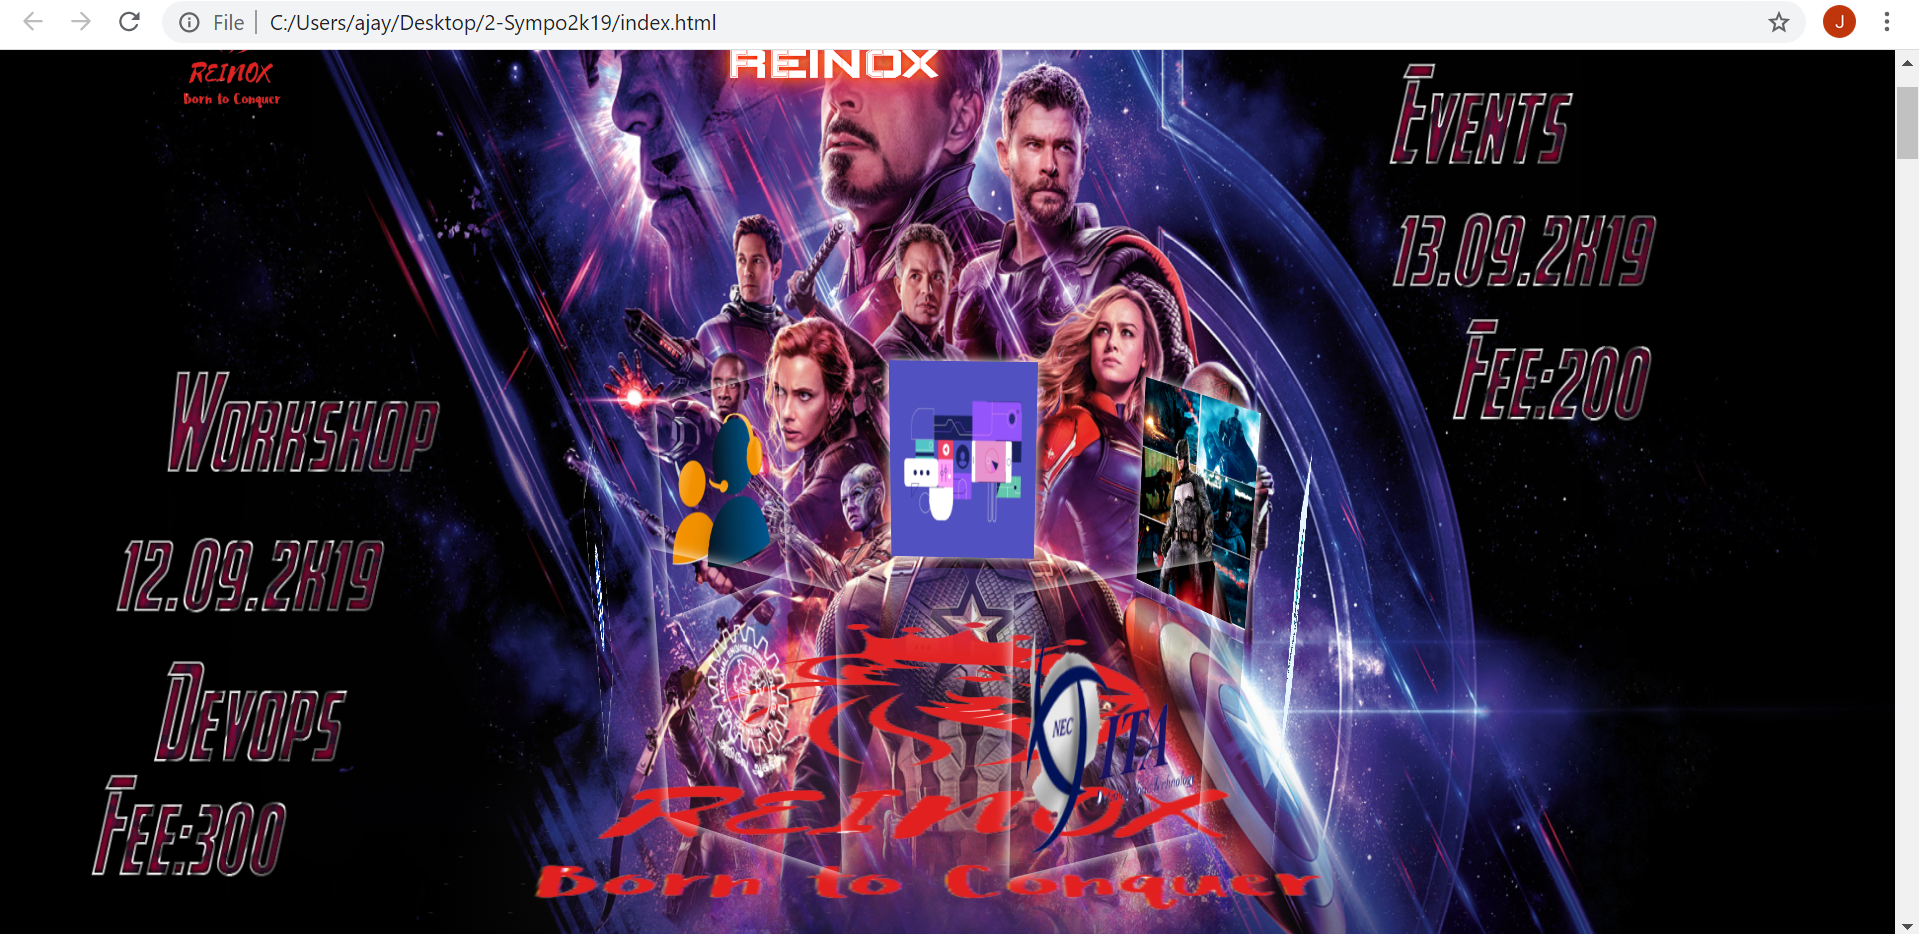 File
C:/Users/ajay/Desktop/2-Sympo2k19/index.html
J
REINOX
Born to Conquer
REINOX
Events
13.09.2K19
Fee:200
Workshop
12.09.2K19
Devops
Fee:300
NEC
ITA
REINOX
Born to Conquer